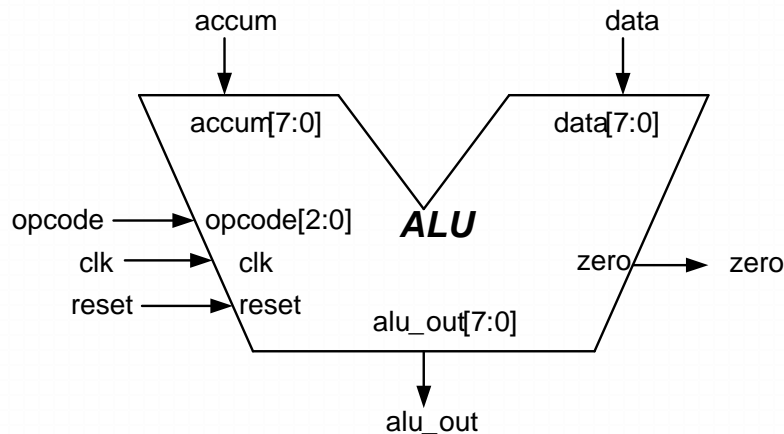 accum
data
accum[7:0]
data[7:0]
opcode
opcode[2:0]
ALU
clk
clk
zero
zero
reset
reset
alu_out[7:0]
alu_out